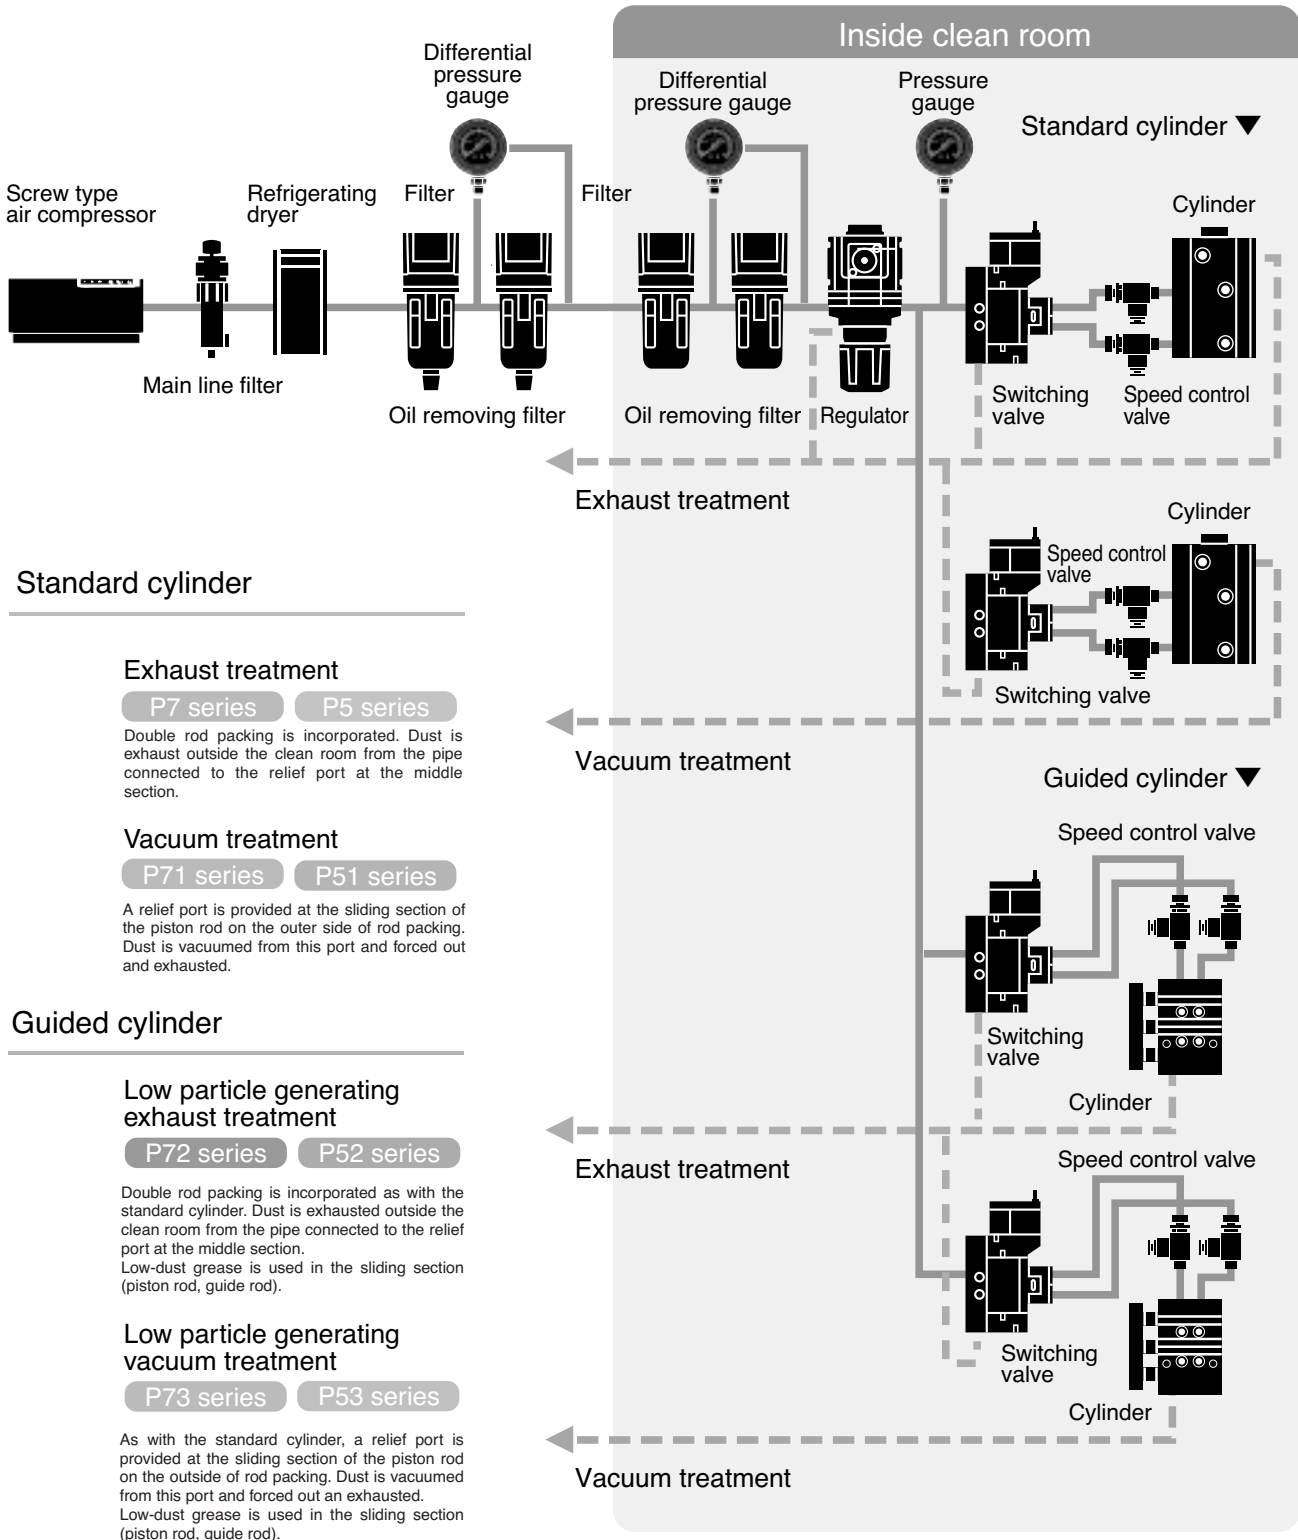 Inside clean room
Differential
pressure
gauge
Differential
pressure gauge
Pressure
gauge
Standard cylinder ▼
Screw type
air compressor
Refrigerating
dryer
Filter
Filter
Cylinder
Main line filter
Oil removing filter
Oil removing filter
Regulator
Switching
valve
Speed control
valve
Exhaust treatment
Cylinder
Speed control
valve
Switching valve
Vacuum treatment
Standard cylinder
Exhaust treatment
P7 series
P5 series
Double rod packing is incorporated. Dust is
exhaust outside the clean room from the pipe
connected to the relief port at the middle
section.
Vacuum treatment
P71 series
P51 series
A relief port is provided at the sliding section of
the piston rod on the outer side of rod packing.
Dust is vacuumed from this port and forced out
and exhausted.
Guided cylinder ▼
Speed control valve
Switching
valve
Cylinder
Exhaust treatment
Speed control valve
Switching
valve
Cylinder
Vacuum treatment
Guided cylinder
Low particle generating
exhaust treatment
P72 series
P52 series
Double rod packing is incorporated as with the
standard cylinder. Dust is exhausted outside the
clean room from the pipe connected to the relief
port at the middle section.
Low-dust grease is used in the sliding section
(piston rod, guide rod).
Low particle generating
vacuum treatment
P73 series
P53 series
As with the standard cylinder, a relief port is
provided at the sliding section of the piston rod
on the outside of rod packing. Dust is vacuumed
from this port and forced out an exhausted.
Low-dust grease is used in the sliding section
(piston rod, guide rod).